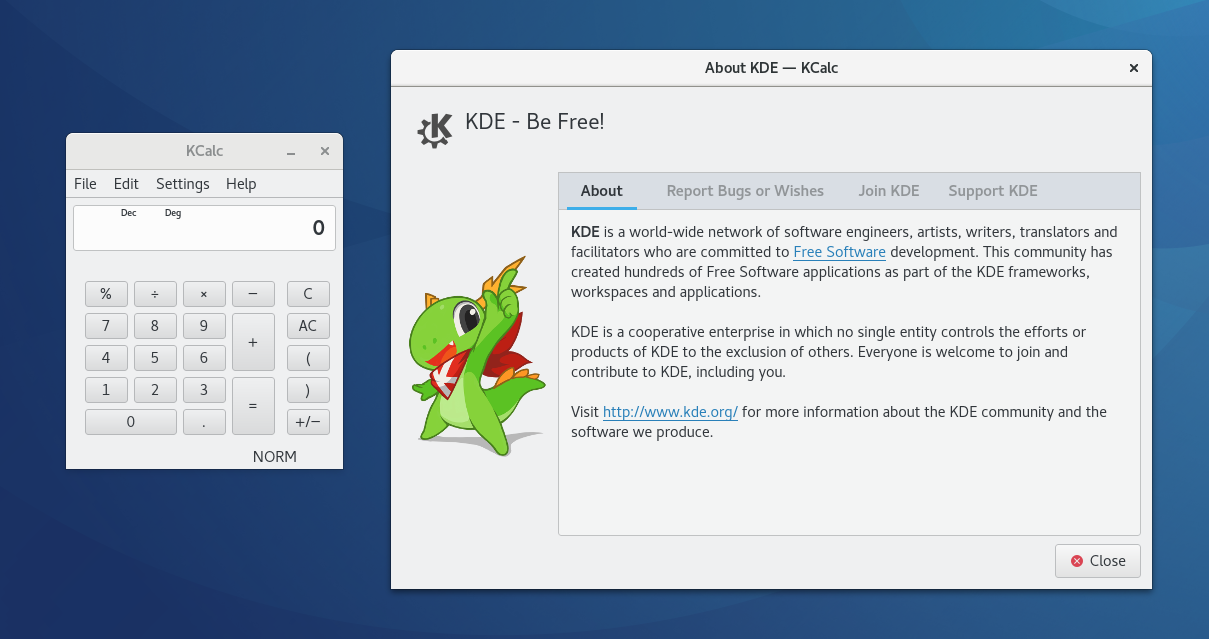 About KDE — KCalc
KDE - Be Free!
KCalc
File Edit Settings Help
Dec Deg
0
% ÷ × − C
7 8 9 + AC
4 5 6 (
1 2 3 = )
0 . +/−
NORM
About Report Bugs or Wishes Join KDE Support KDE
KDE is a world-wide network of software engineers, artists, writers, translators and
facilitators who are committed to Free Software development. This community has
created hundreds of Free Software applications as part of the KDE frameworks,
workspaces and applications.
KDE is a cooperative enterprise in which no single entity controls the efforts or
products of KDE to the exclusion of others. Everyone is welcome to join and
contribute to KDE, including you.
Visit http://www.kde.org/ for more information about the KDE community and the
software we produce.
Close